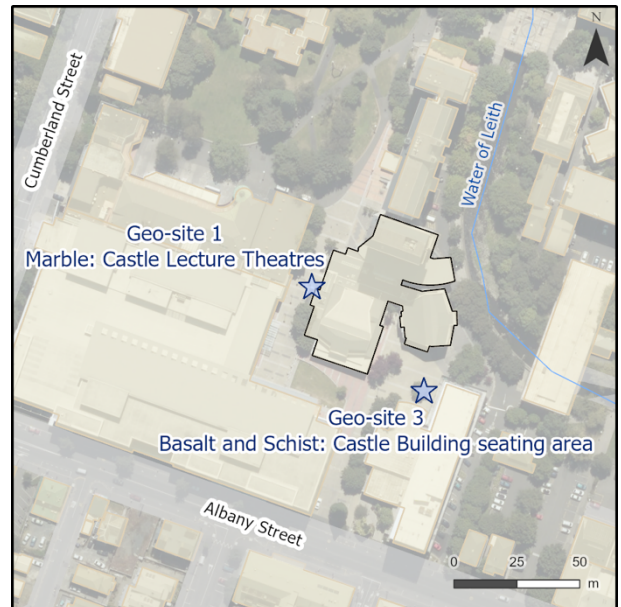 N
Cumberland Street
Water of Leith
Geo-site 1
Marble: Castle Lecture Theatres
Geo-site 3
Basalt and Schist: Castle Building seating area
Albany Street
0 25 50
m